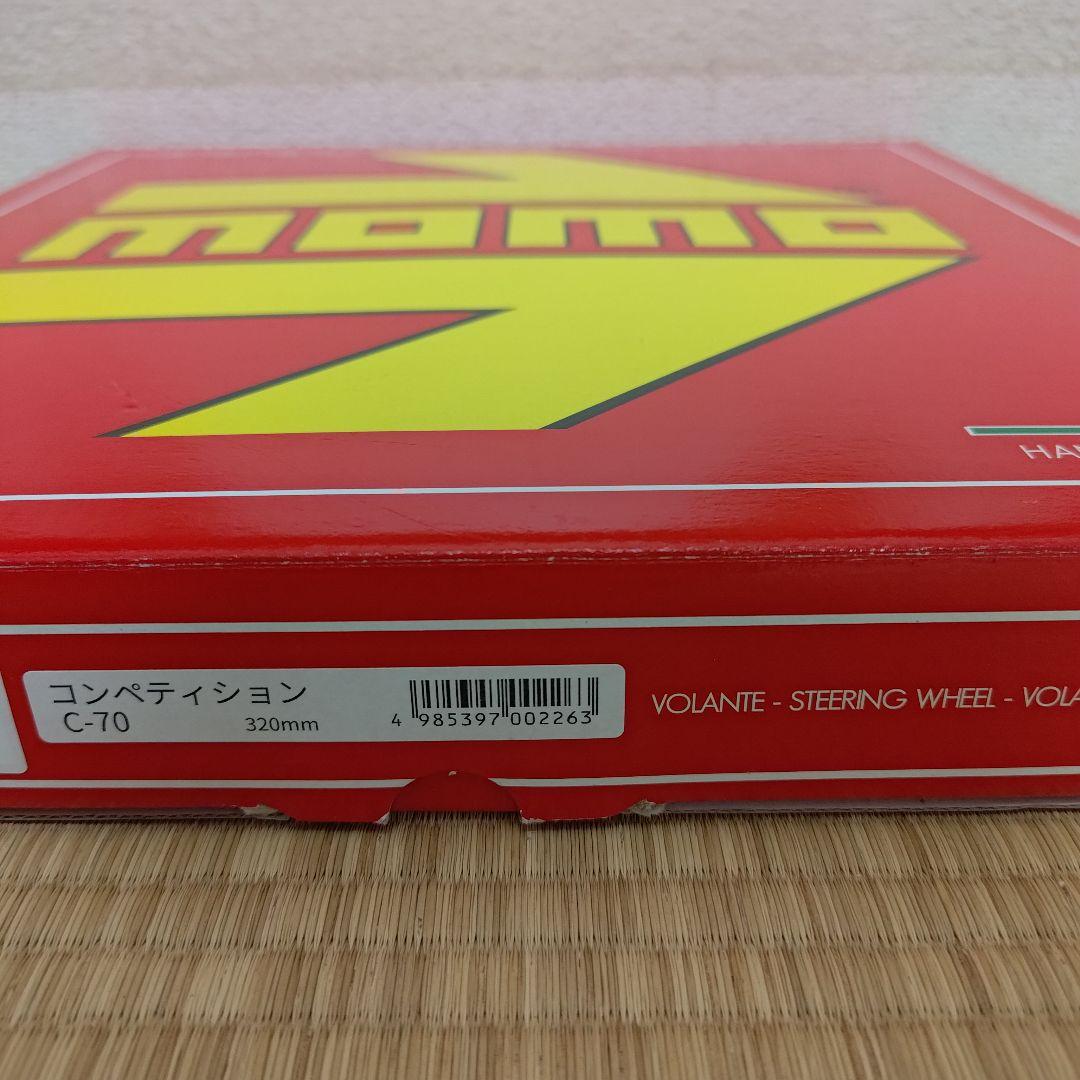 momo
HA
コンペティション
C-70 320mm
4 985397 002263
VOLANTE - STEERING WHEEL - VOLA